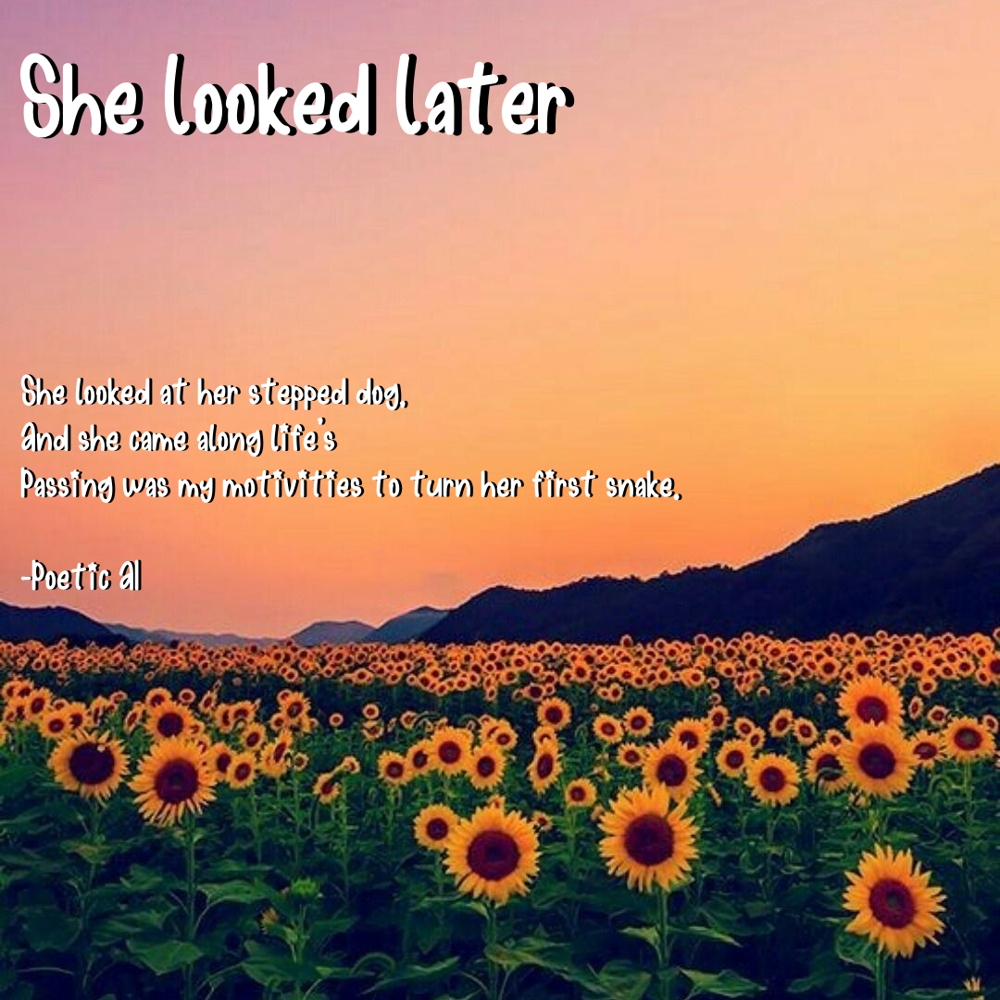 She looked later
She looked at her stepped dog,
And she came along life's
Passing was my motivities to turn her first snake.
-Poetic Al